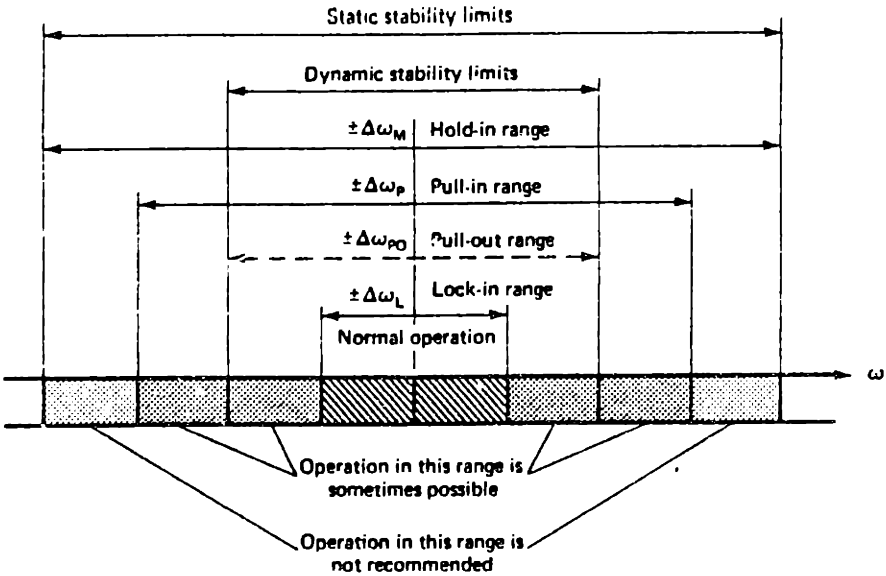 Static stability limits
Dynamic stability limits
±Δω_M Hold-in range
±Δω_P Pull-in range
±Δω_PO Pull-out range
±Δω_L Lock-in range
Normal operation
ω
Operation in this range is
sometimes possible
Operation in this range is
not recommended